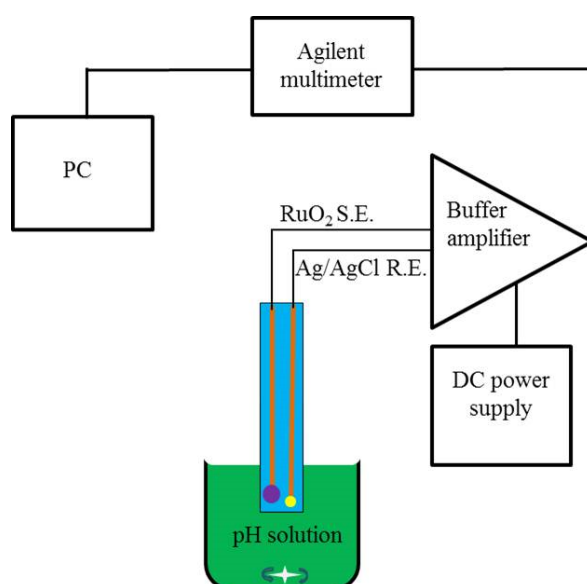 Agilent
multimeter
PC
RuO₂ S.E.
Ag/AgCl R.E.
Buffer
amplifier
DC power
supply
pH solution